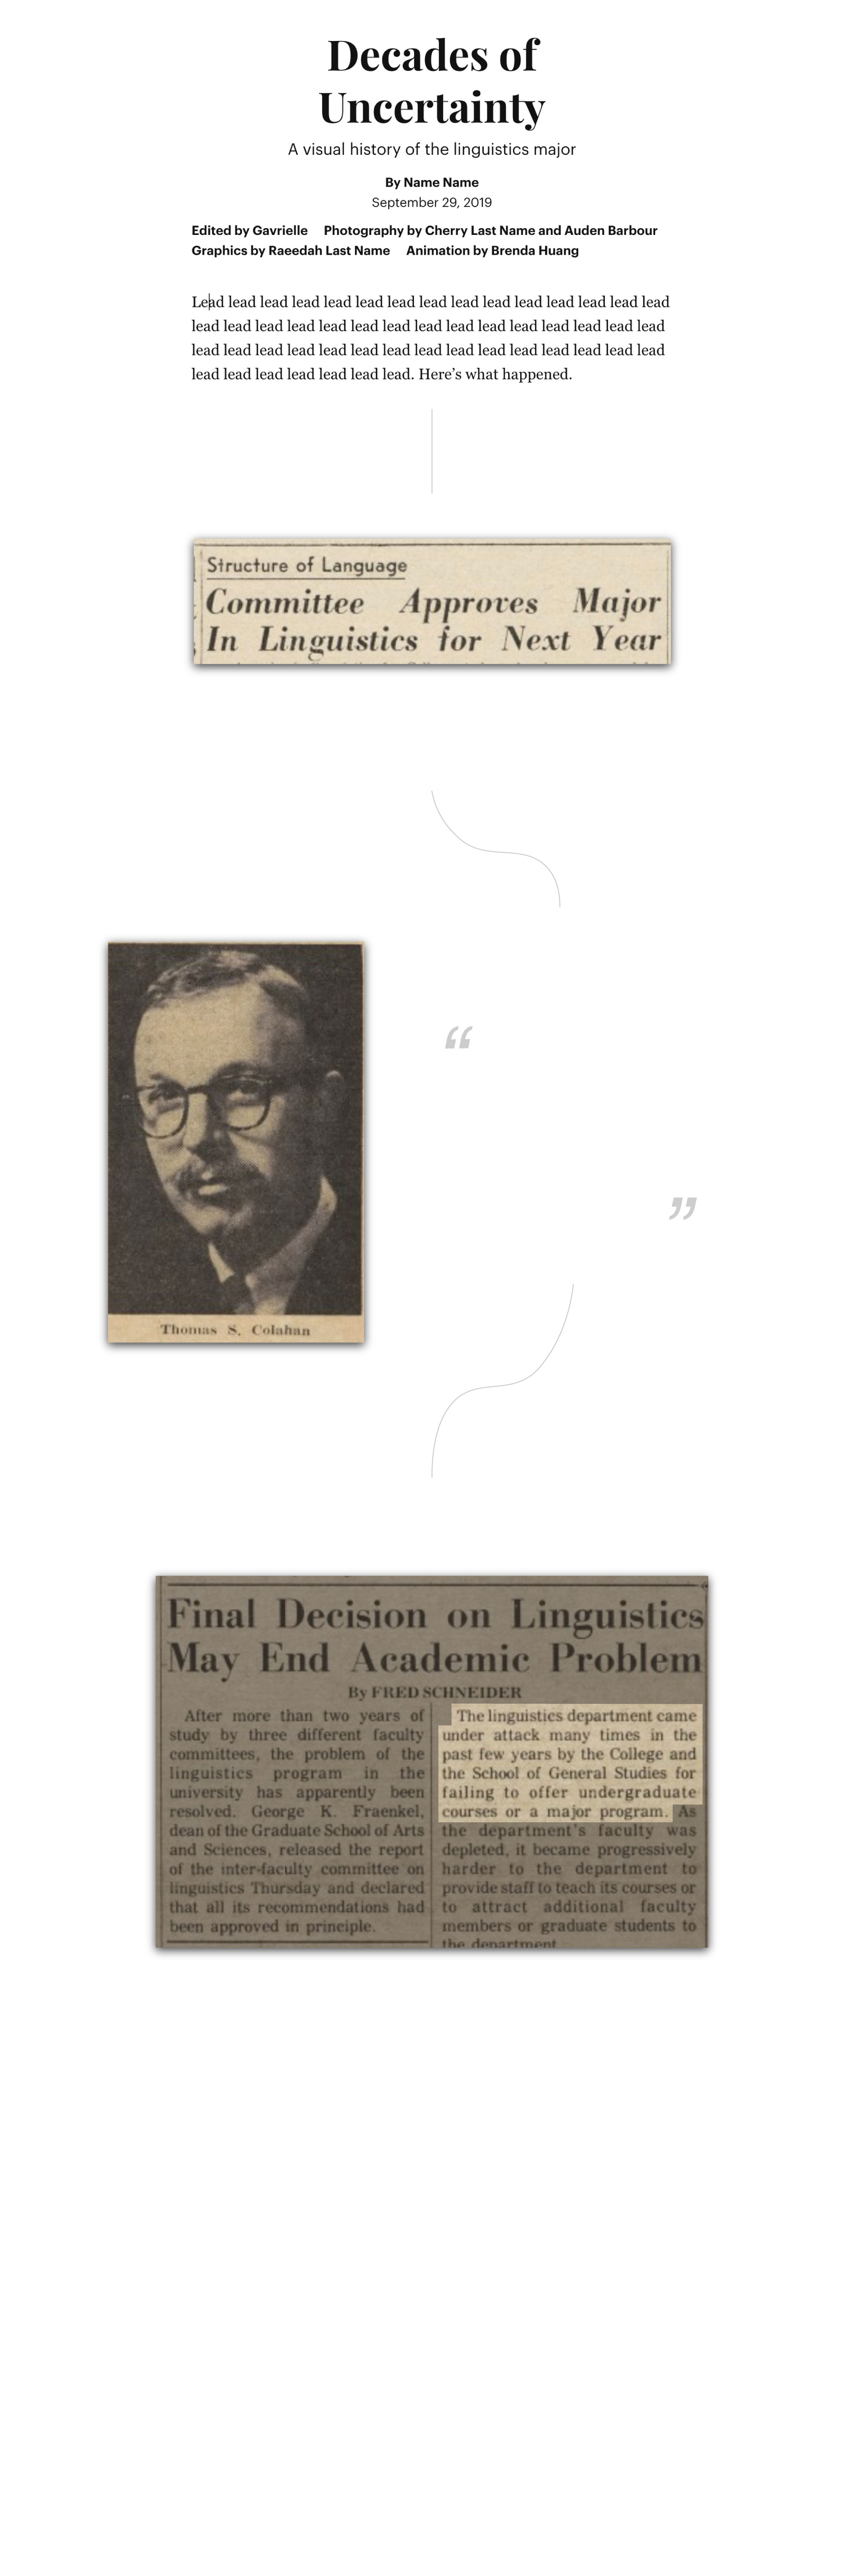 Decades of
Uncertainty
A visual history of the linguistics major
By Name Name
September 29, 2019
Edited by Gavrielle Photography by Cherry Last Name and Auden Barbour
Graphics by Raeedah Last Name Animation by Brenda Huang
Lead lead lead lead lead lead lead lead lead lead lead lead lead lead lead
lead lead lead lead lead lead lead lead lead lead lead lead lead lead lead
lead lead lead lead lead lead lead lead lead lead lead lead lead lead lead
lead lead lead lead lead lead lead. Here’s what happened.
Structure of Language
Committee Approves Major
In Linguistics for Next Year
“
”
Thomas S. Colahan
Final Decision on Linguistics
May End Academic Problem
By FRED SCHNEIDER
After more than two years of
study by three different faculty
committees, the problem of the
linguistics program in the
university has apparently been
resolved. George K. Fraenkel,
dean of the Graduate School of Arts
and Sciences, released the report
of the inter-faculty committee on
linguistics Thursday and declared
that all its recommendations had
been approved in principle.
The linguistics department came
under attack many times in the
past few years by the College and
the School of General Studies for
failing to offer undergraduate
courses or a major program. As
the department's faculty was
depleted, it became progressively
harder to the department to
provide staff to teach its courses or
to attract additional faculty
members or graduate students to
the department